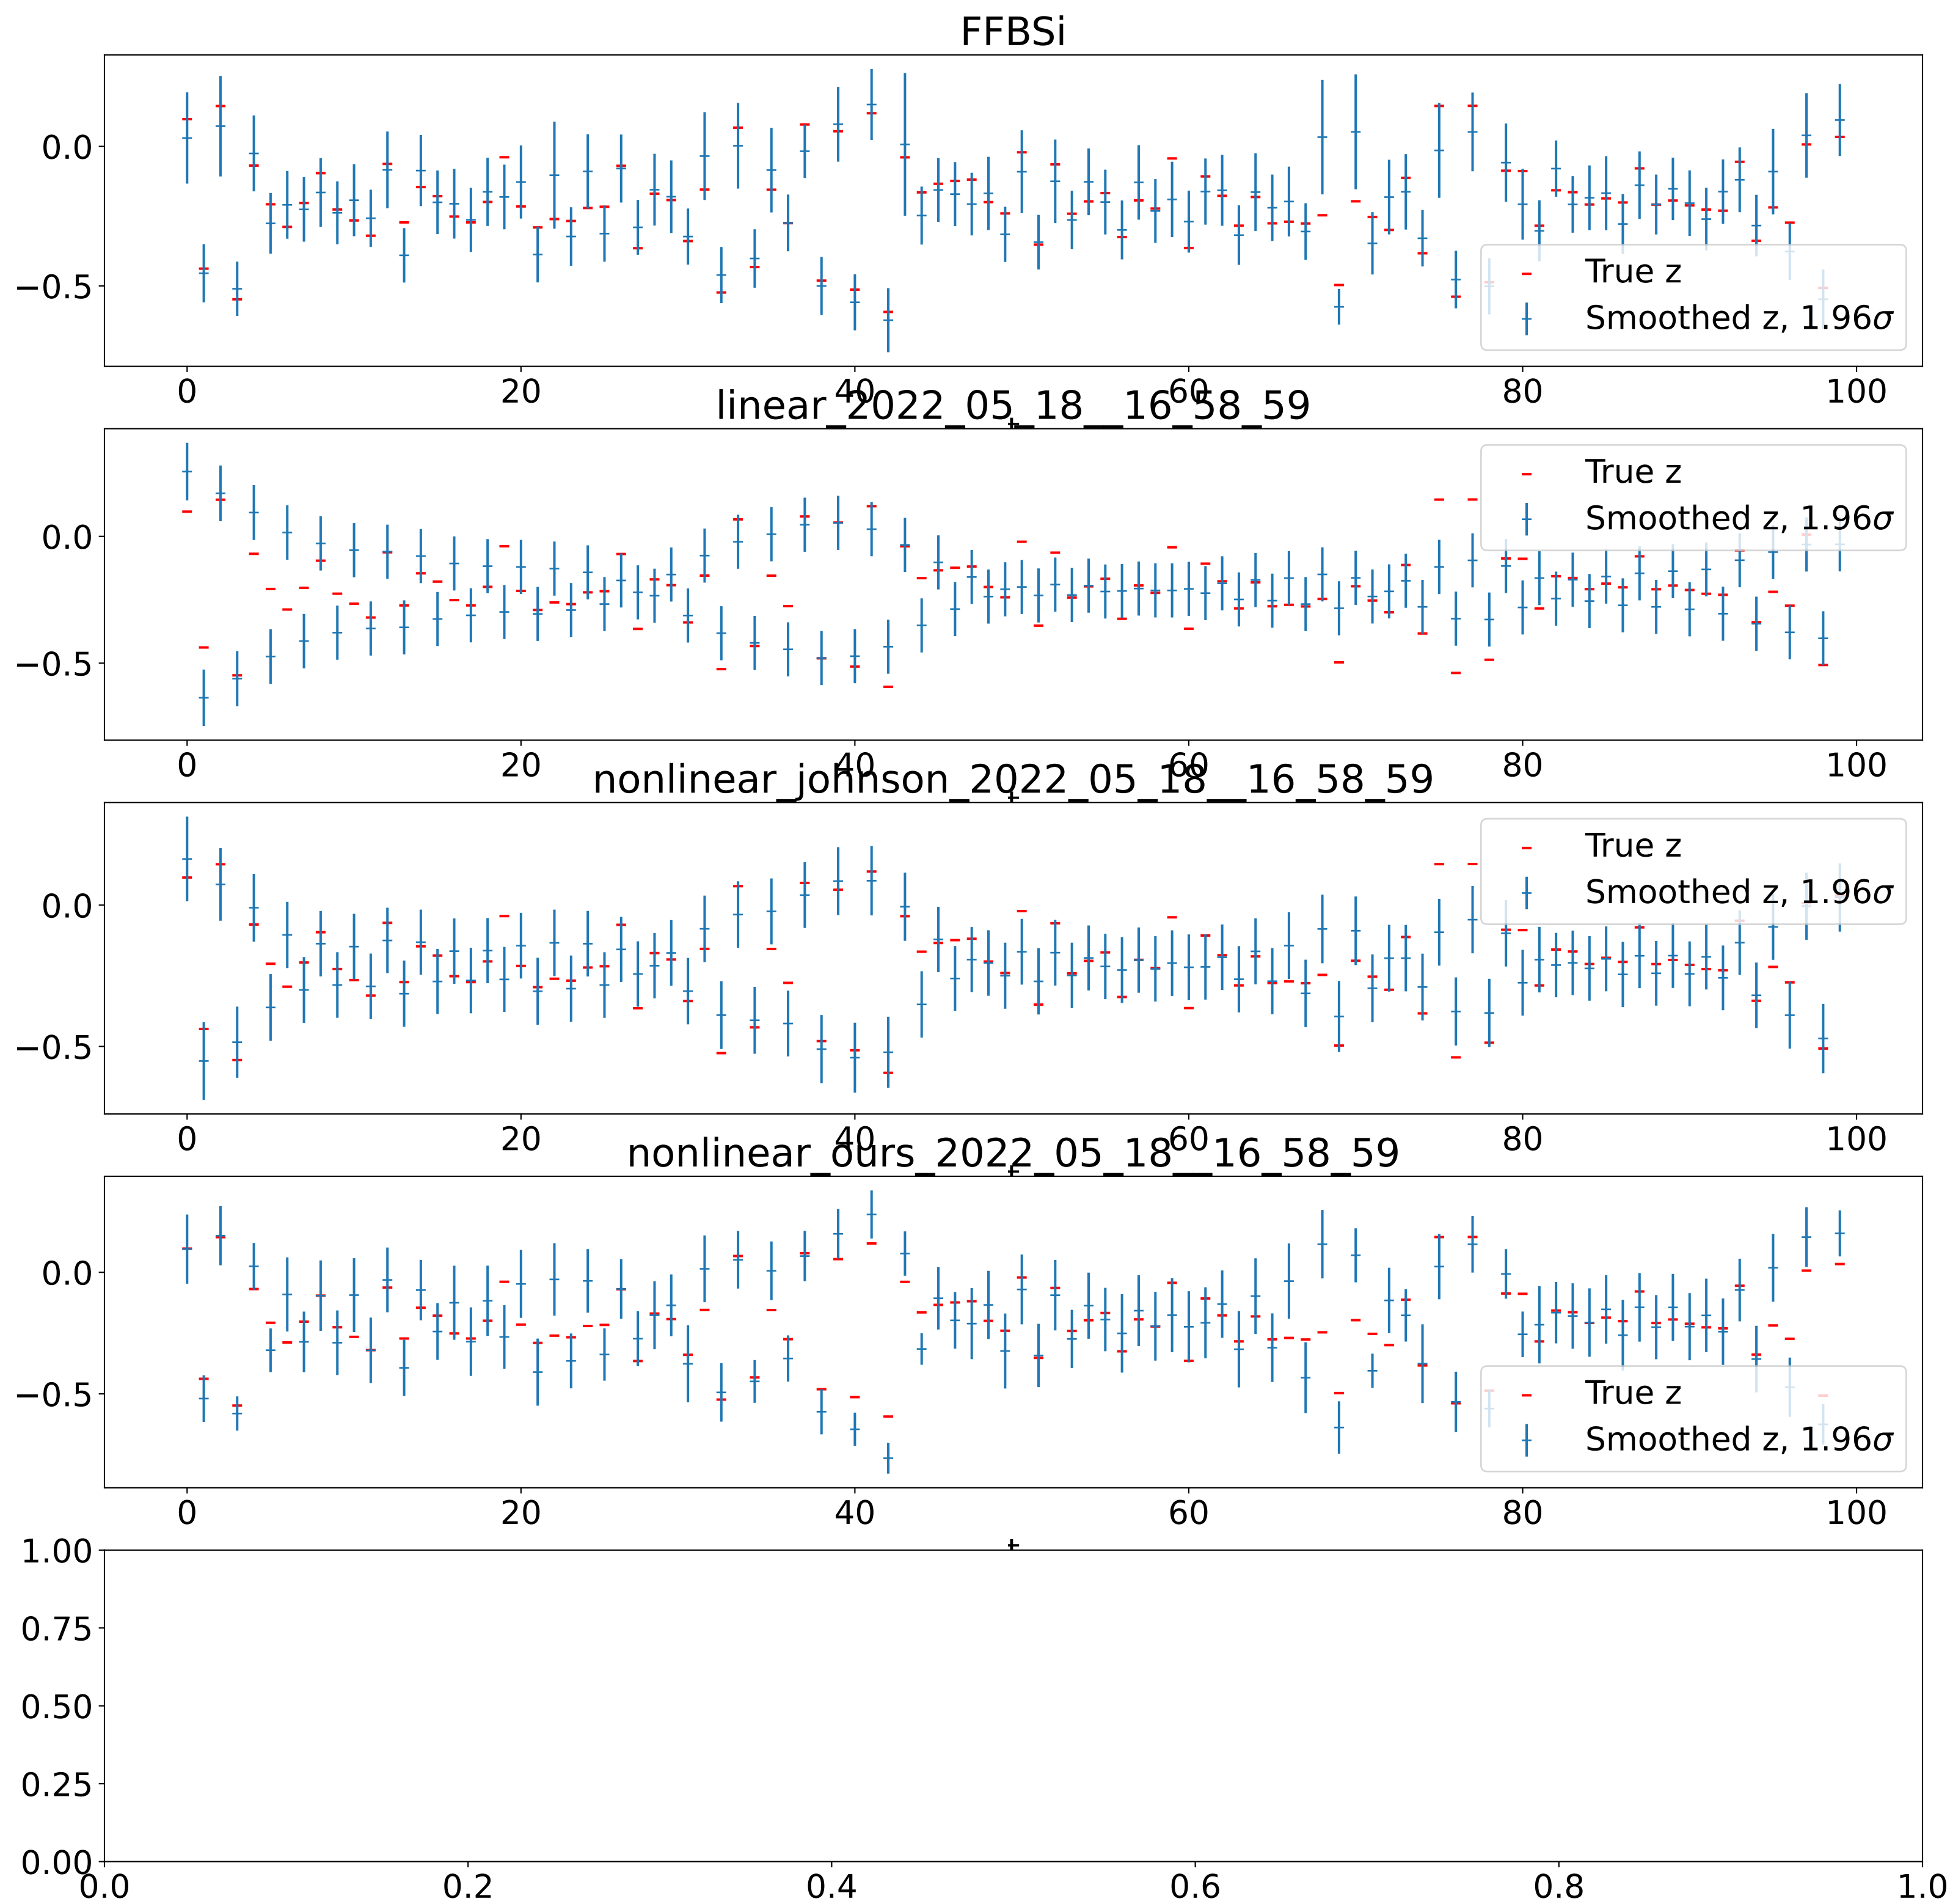 FFBSi
0.0
−0.5
True z
Smoothed z, 1.96σ
0 20 40 60 80 100
linear_2022_05_18__16_58_59
t
0.0
−0.5
True z
Smoothed z, 1.96σ
0 20 40 60 80 100
nonlinear_johnson_2022_05_18__16_58_59
t
0.0
−0.5
True z
Smoothed z, 1.96σ
0 20 40 60 80 100
nonlinear_ours_2022_05_18__16_58_59
t
0.0
−0.5
True z
Smoothed z, 1.96σ
0 20 40 60 80 100
t
1.00
0.75
0.50
0.25
0.00
0.0 0.2 0.4 0.6 0.8 1.0